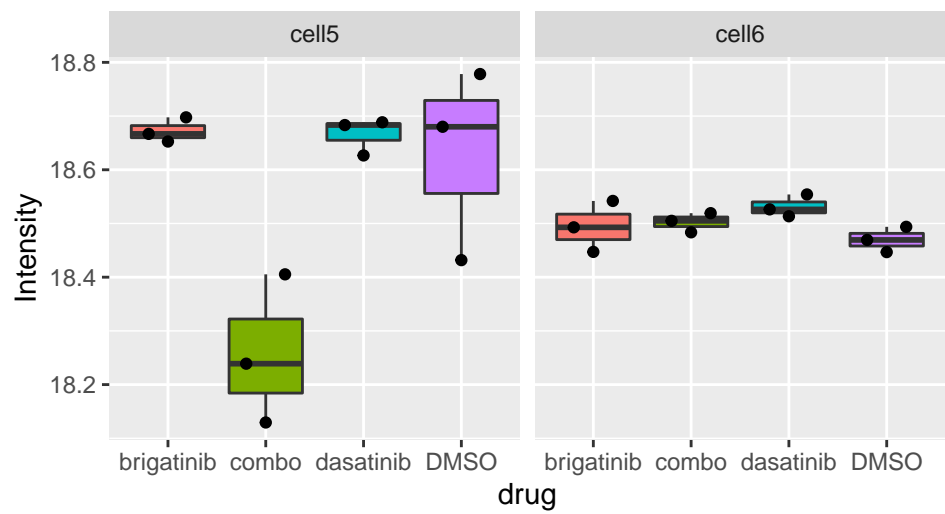 cell5 cell6
18.8
18.6
18.4
18.2
Intensity
brigatinib combo dasatinib DMSO brigatinib combo dasatinib DMSO
drug